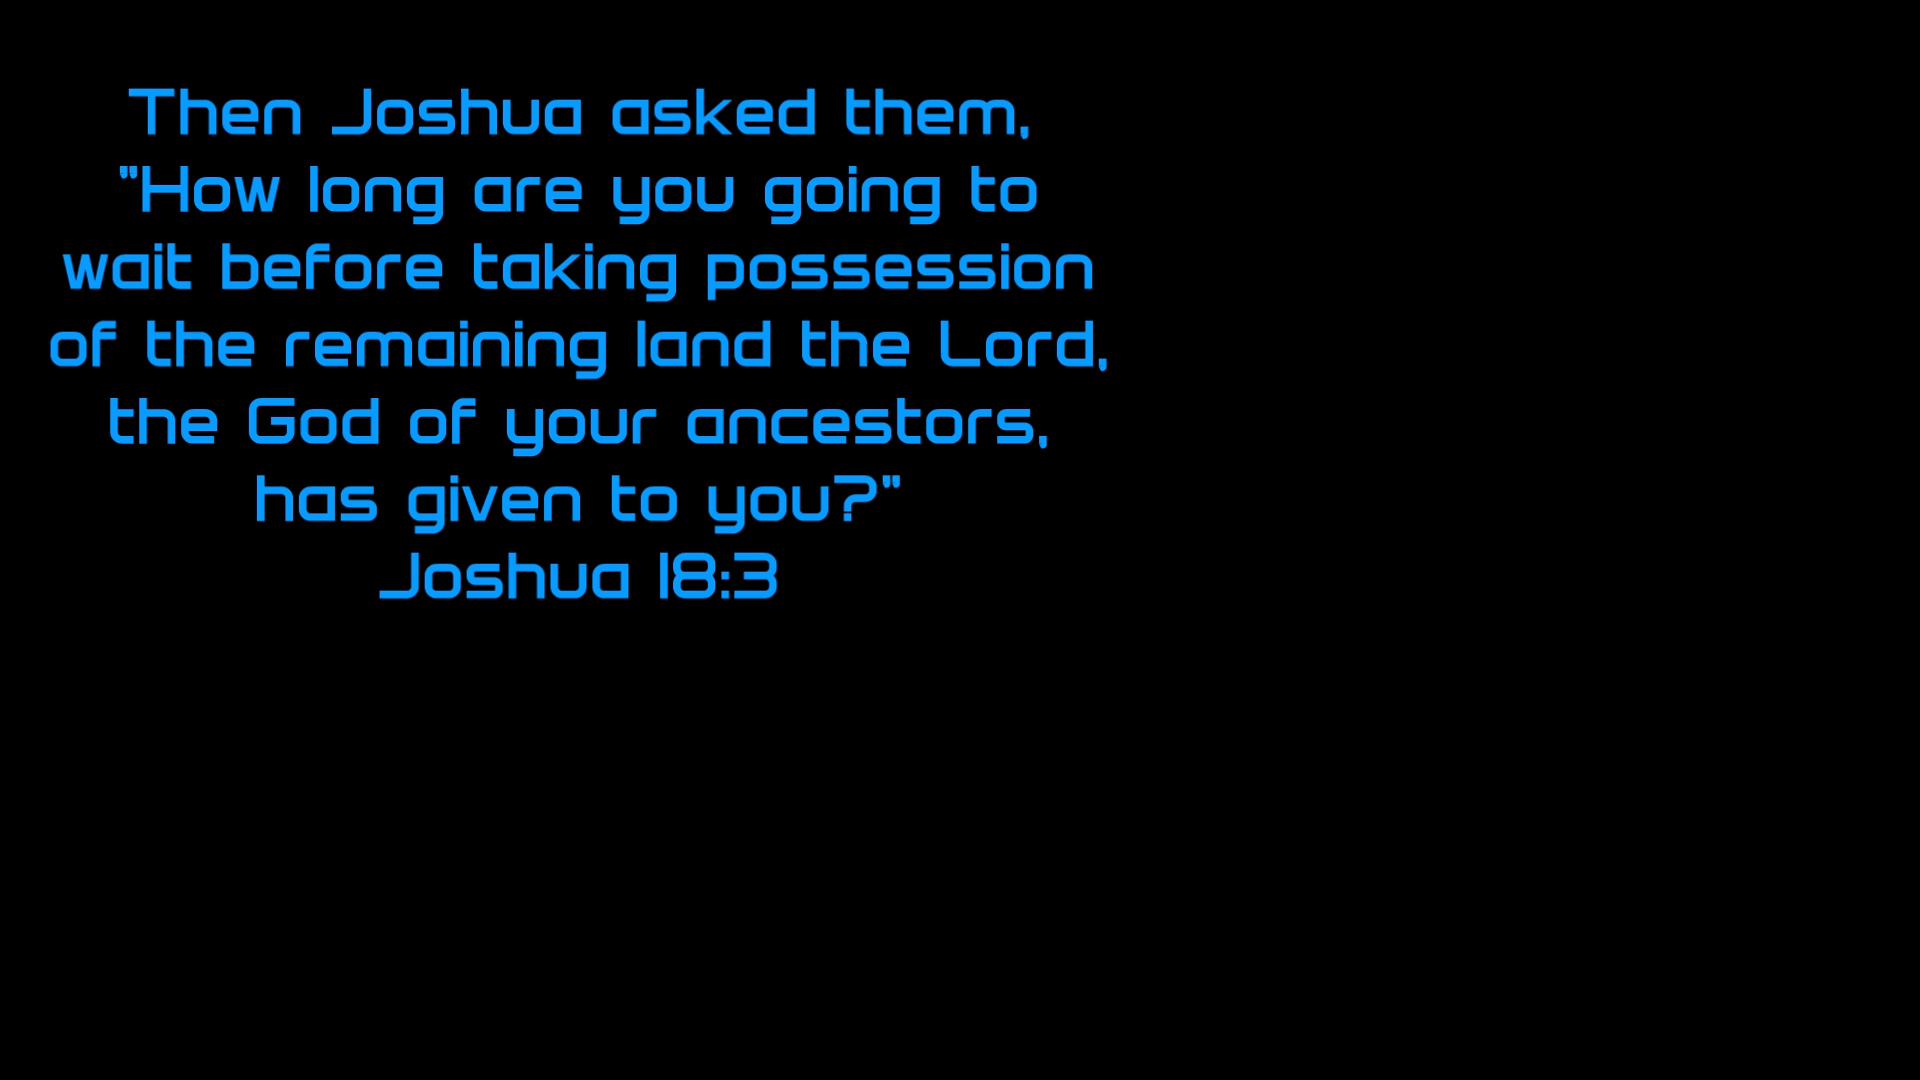 Then Joshua asked them,
"How long are you going to
wait before taking possession
of the remaining land the Lord,
the God of your ancestors,
has given to you?"
Joshua 18:3